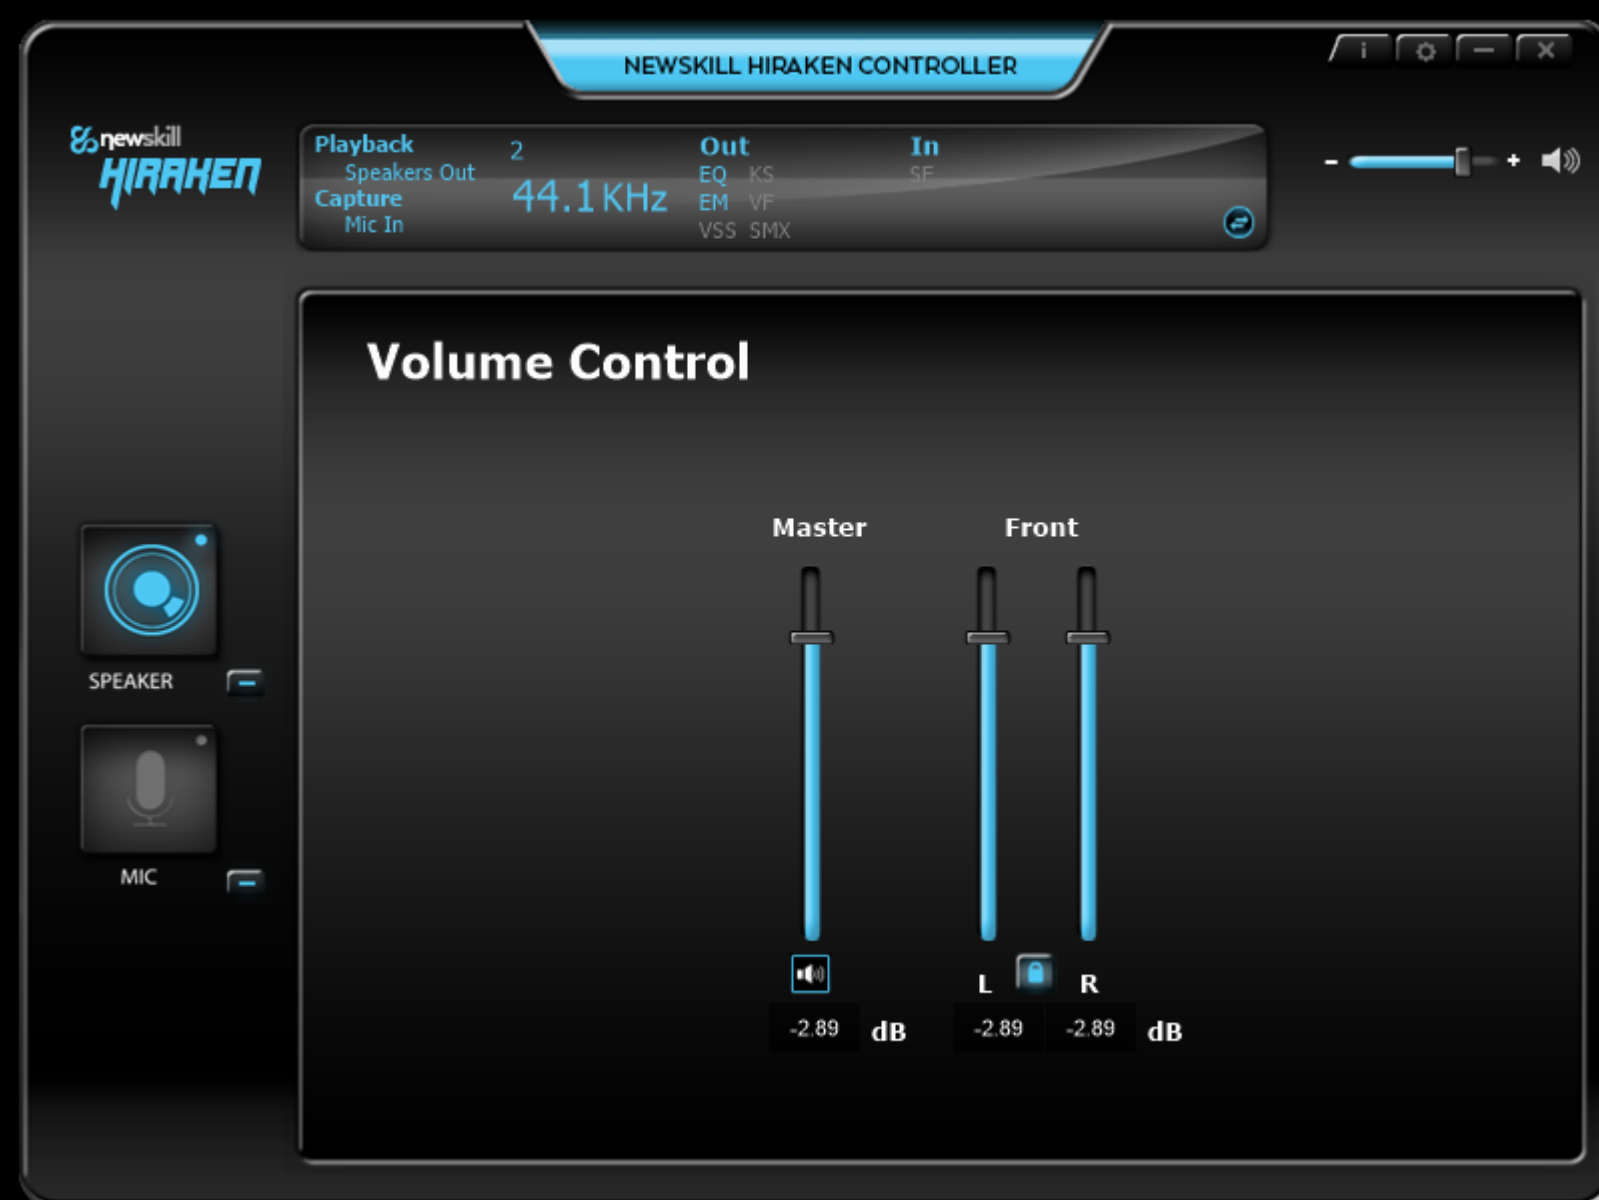 NEWSKILL HIRAKEN CONTROLLER
i
newskill
HIRAKEN
Playback
2
Out
In
Speakers Out
EQ KS
SF
Capture
44.1KHz
EM VF
Mic In
VSS SMX
- +
Volume Control
Master
Front
SPEAKER
MIC
L
R
-2.89 dB
-2.89 -2.89 dB